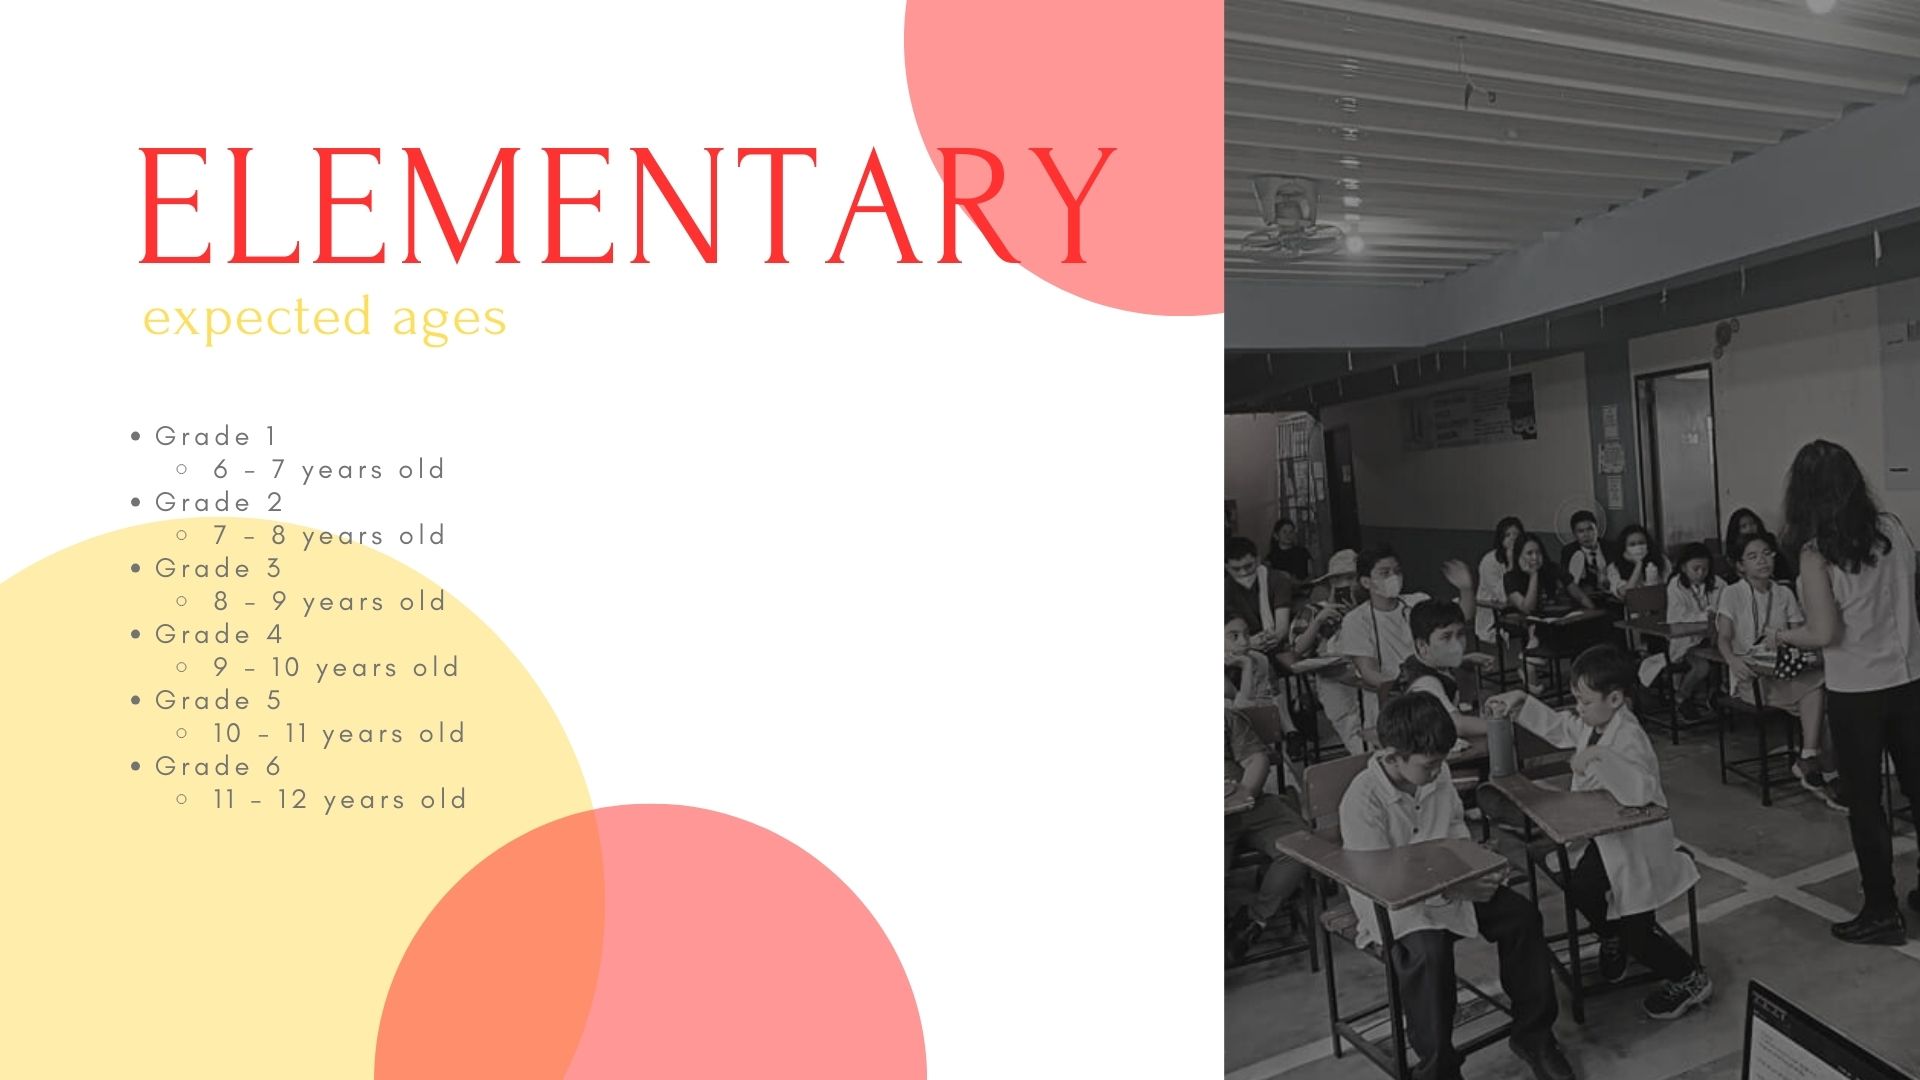 ELEMENTARY
expected ages
• Grade 1
○ 6 - 7 years old
• Grade 2
○ 7 - 8 years old
• Grade 3
○ 8 - 9 years old
• Grade 4
○ 9 - 10 years old
• Grade 5
○ 10 - 11 years old
• Grade 6
○ 11 - 12 years old